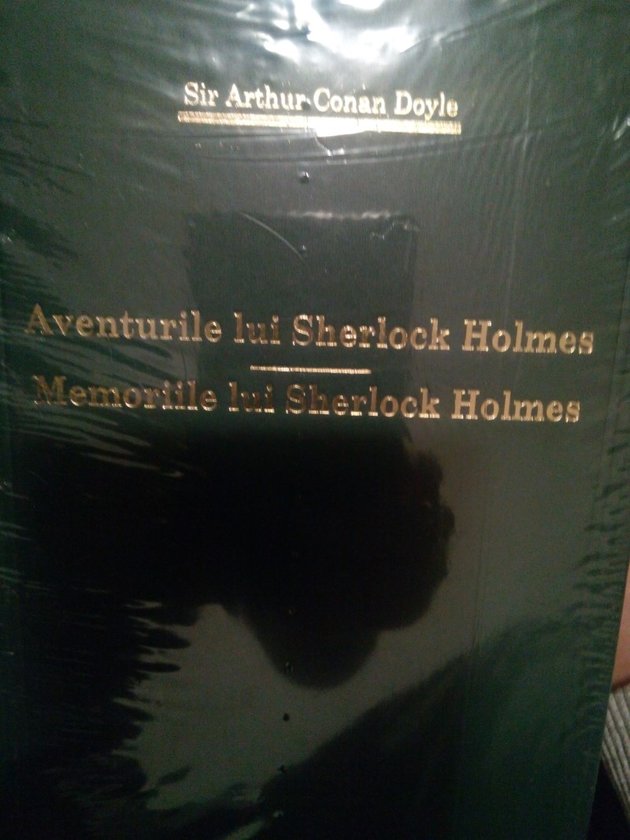 Sir Arthur Conan Doyle
Aventurile lui Sherlock Holmes
Memoriile lui Sherlock Holmes